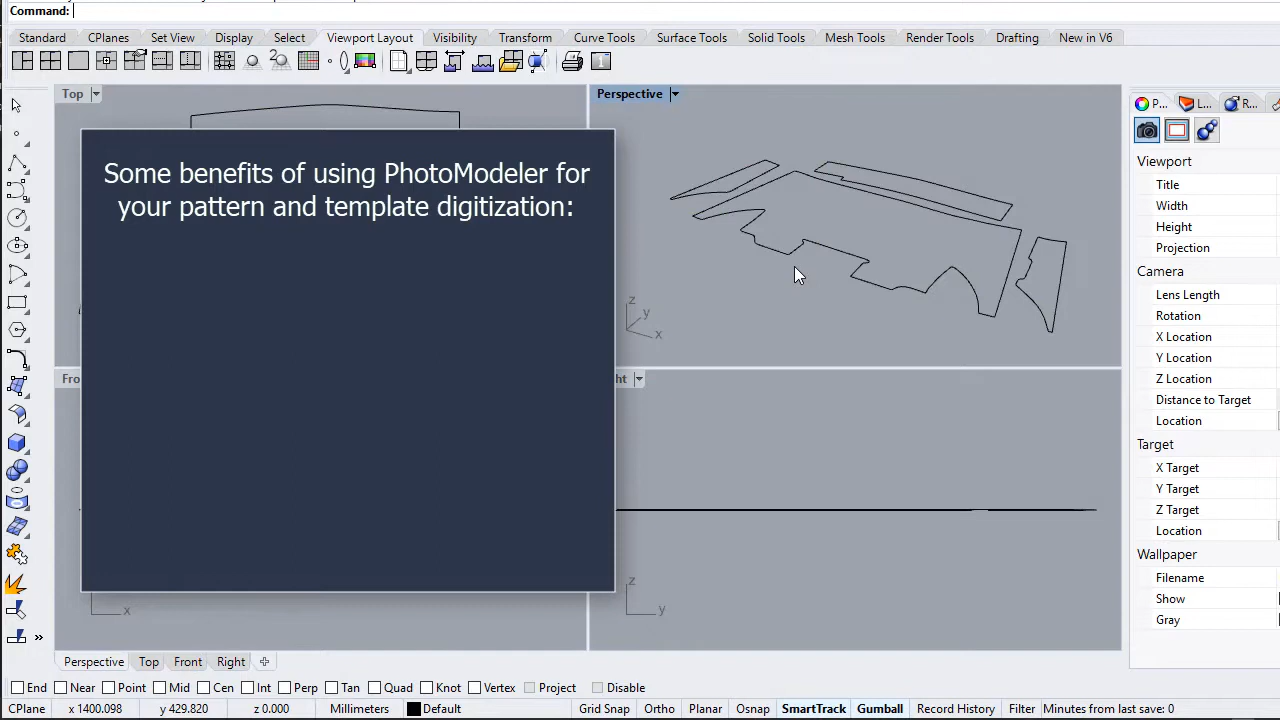 Command:
Standard CPlanes Set View Display Select Viewport Layout Visibility Transform Curve Tools Surface Tools Solid Tools Mesh Tools Render Tools Drafting New in V6
Top
Perspective
P... L... R...
Some benefits of using PhotoModeler for
your pattern and template digitization:
Viewport
Title
Width
Height
Projection
Camera
Lens Length
Rotation
X Location
Y Location
Z Location
Distance to Target
Location
Target
X Target
Y Target
Z Target
Location
Wallpaper
Filename
Show
Gray
z
y
x
Fro
ht
z
x
y
Perspective Top Front Right
End Near Point Mid Cen Int Perp Tan Quad Knot Vertex Project Disable
CPlane x 1400.098 y 429.820 z 0.000 Millimeters Default Grid Snap Ortho Planar Osnap SmartTrack Gumball Record History Filter Minutes from last save: 0